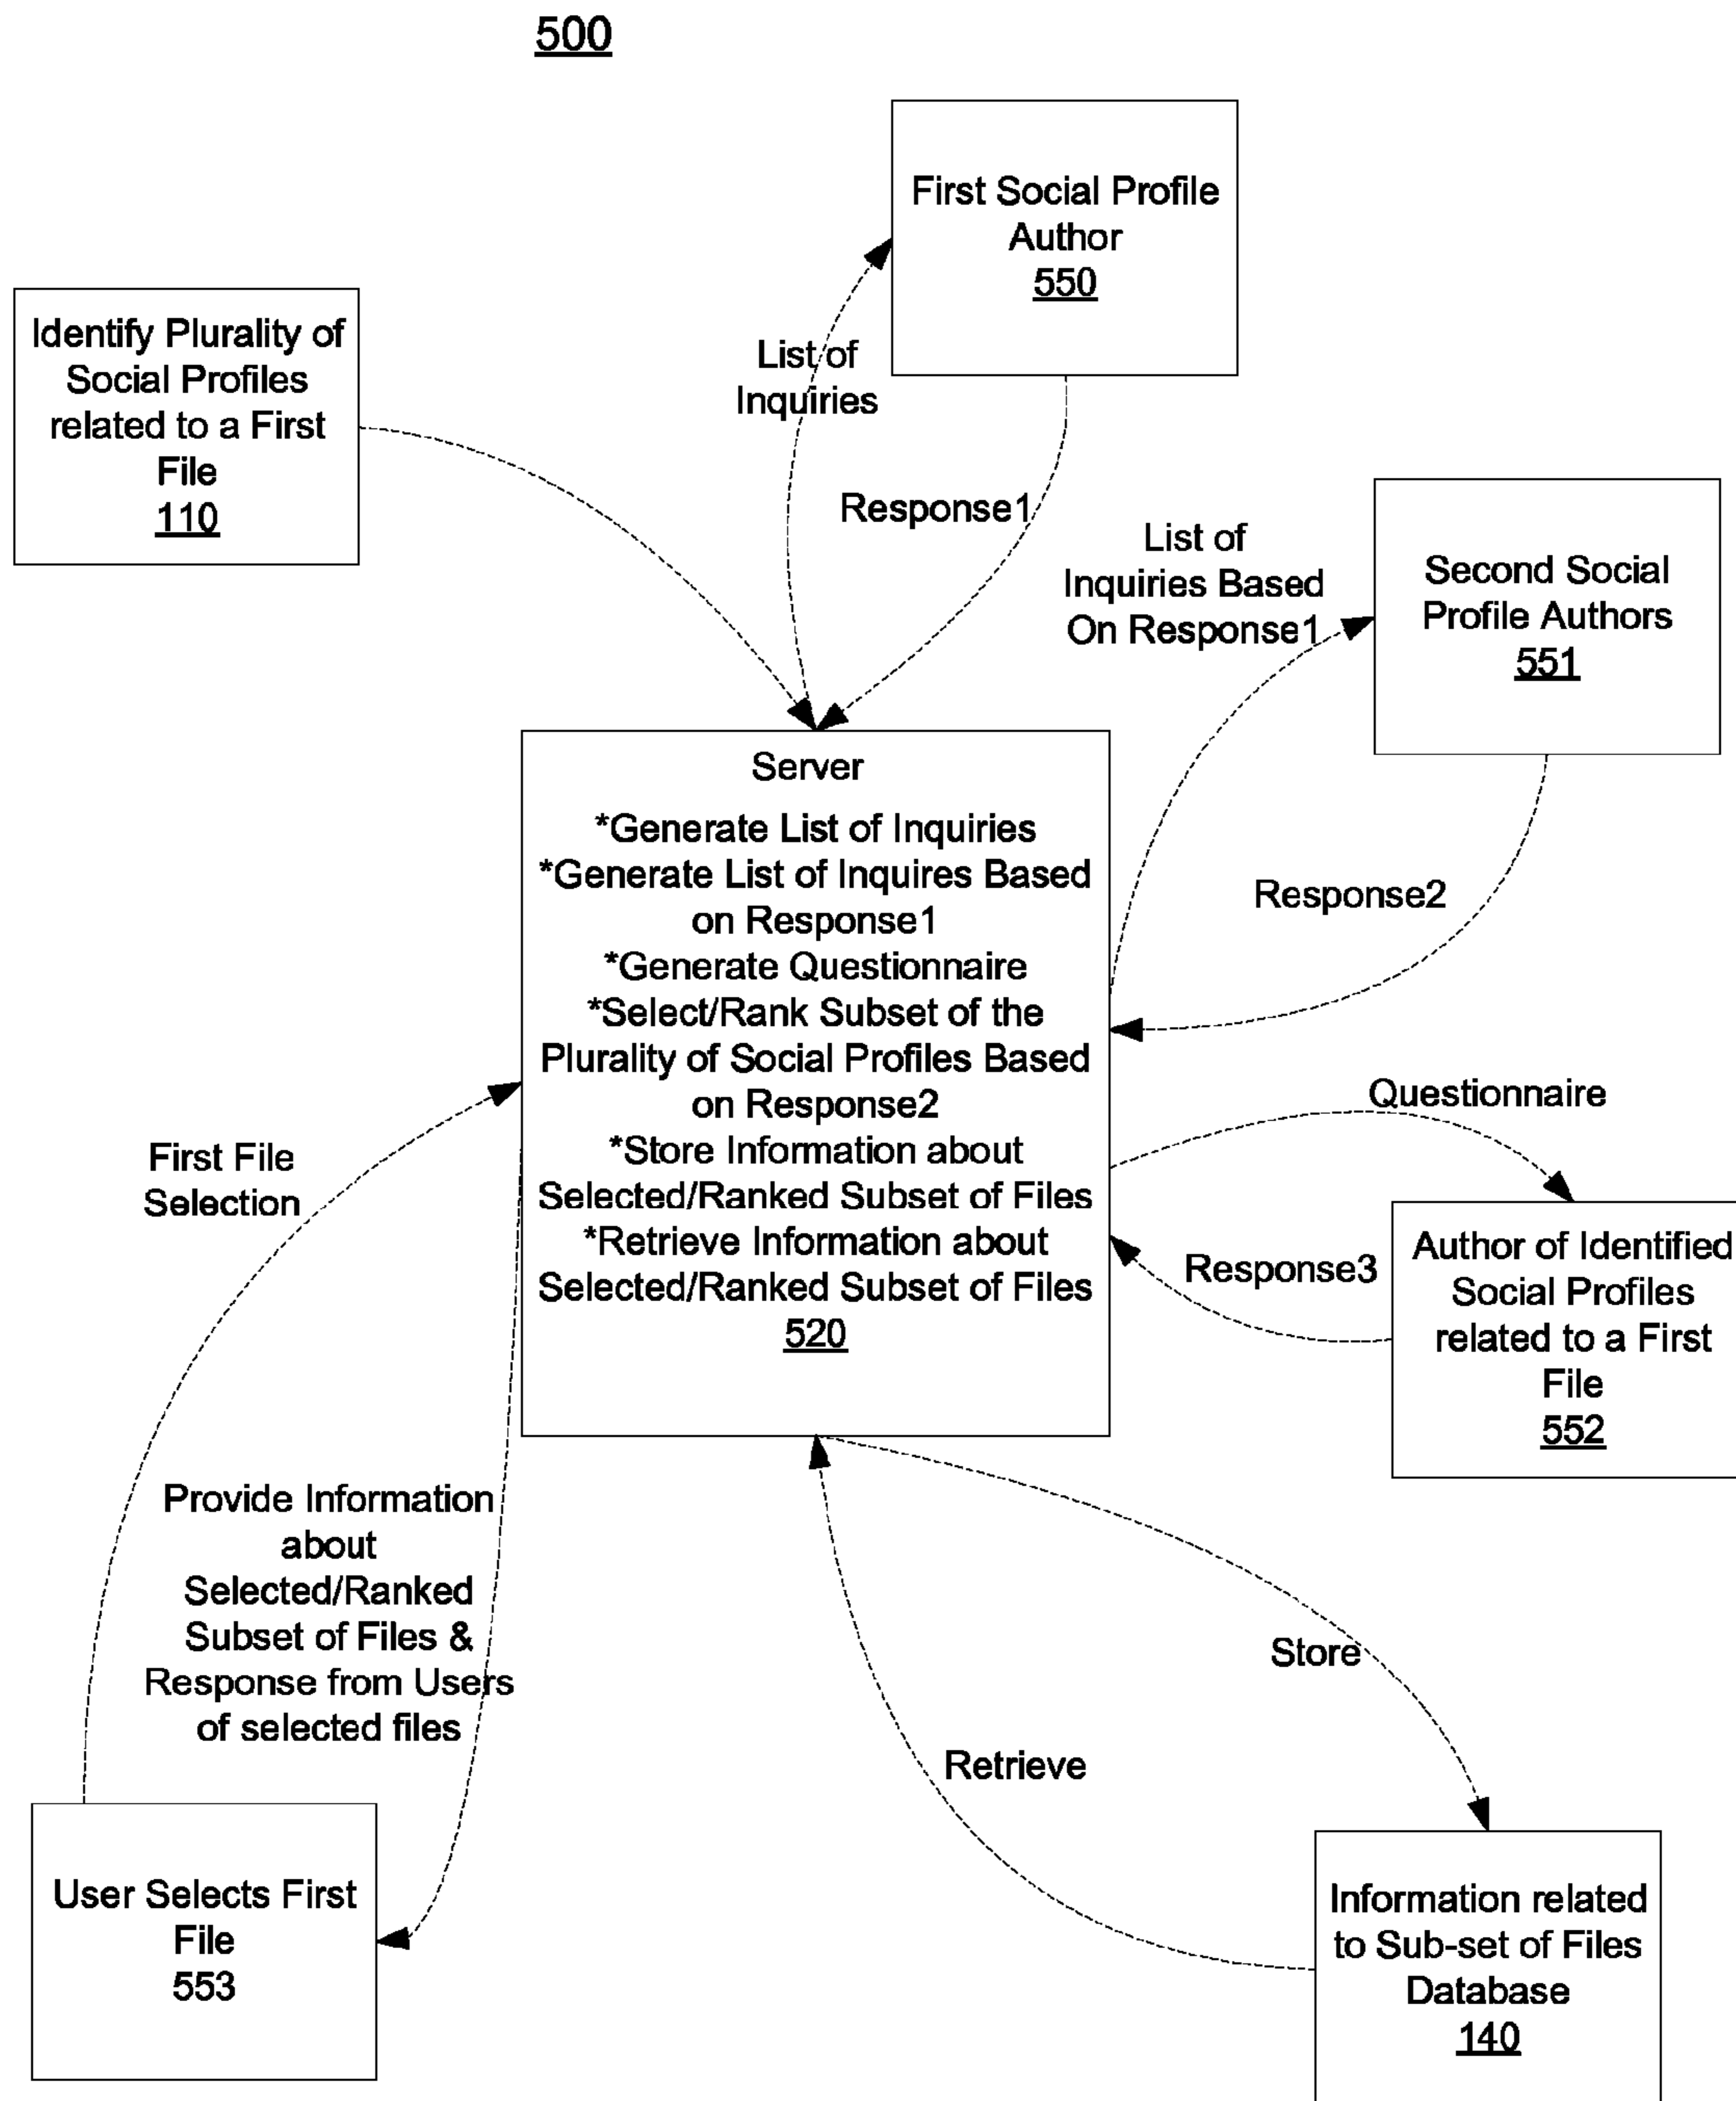 500
First Social Profile
Author
550
Identify Plurality of
Social Profiles
related to a First
File
110
List of
Inquiries
Response1
List of
Inquiries Based
On Response1
Second Social
Profile Authors
551
Server
*Generate List of Inquiries
*Generate List of Inquires Based
on Response1
*Generate Questionnaire
*Select/Rank Subset of the
Plurality of Social Profiles Based
on Response2
*Store Information about
Selected/Ranked Subset of Files
*Retrieve Information about
Selected/Ranked Subset of Files
520
Response2
Questionnaire
First File
Selection
Response3
Author of Identified
Social Profiles
related to a First
File
552
Provide Information
about
Selected/Ranked
Subset of Files &
Response from Users
of selected files
Store
Retrieve
User Selects First
File
553
Information related
to Sub-set of Files
Database
140